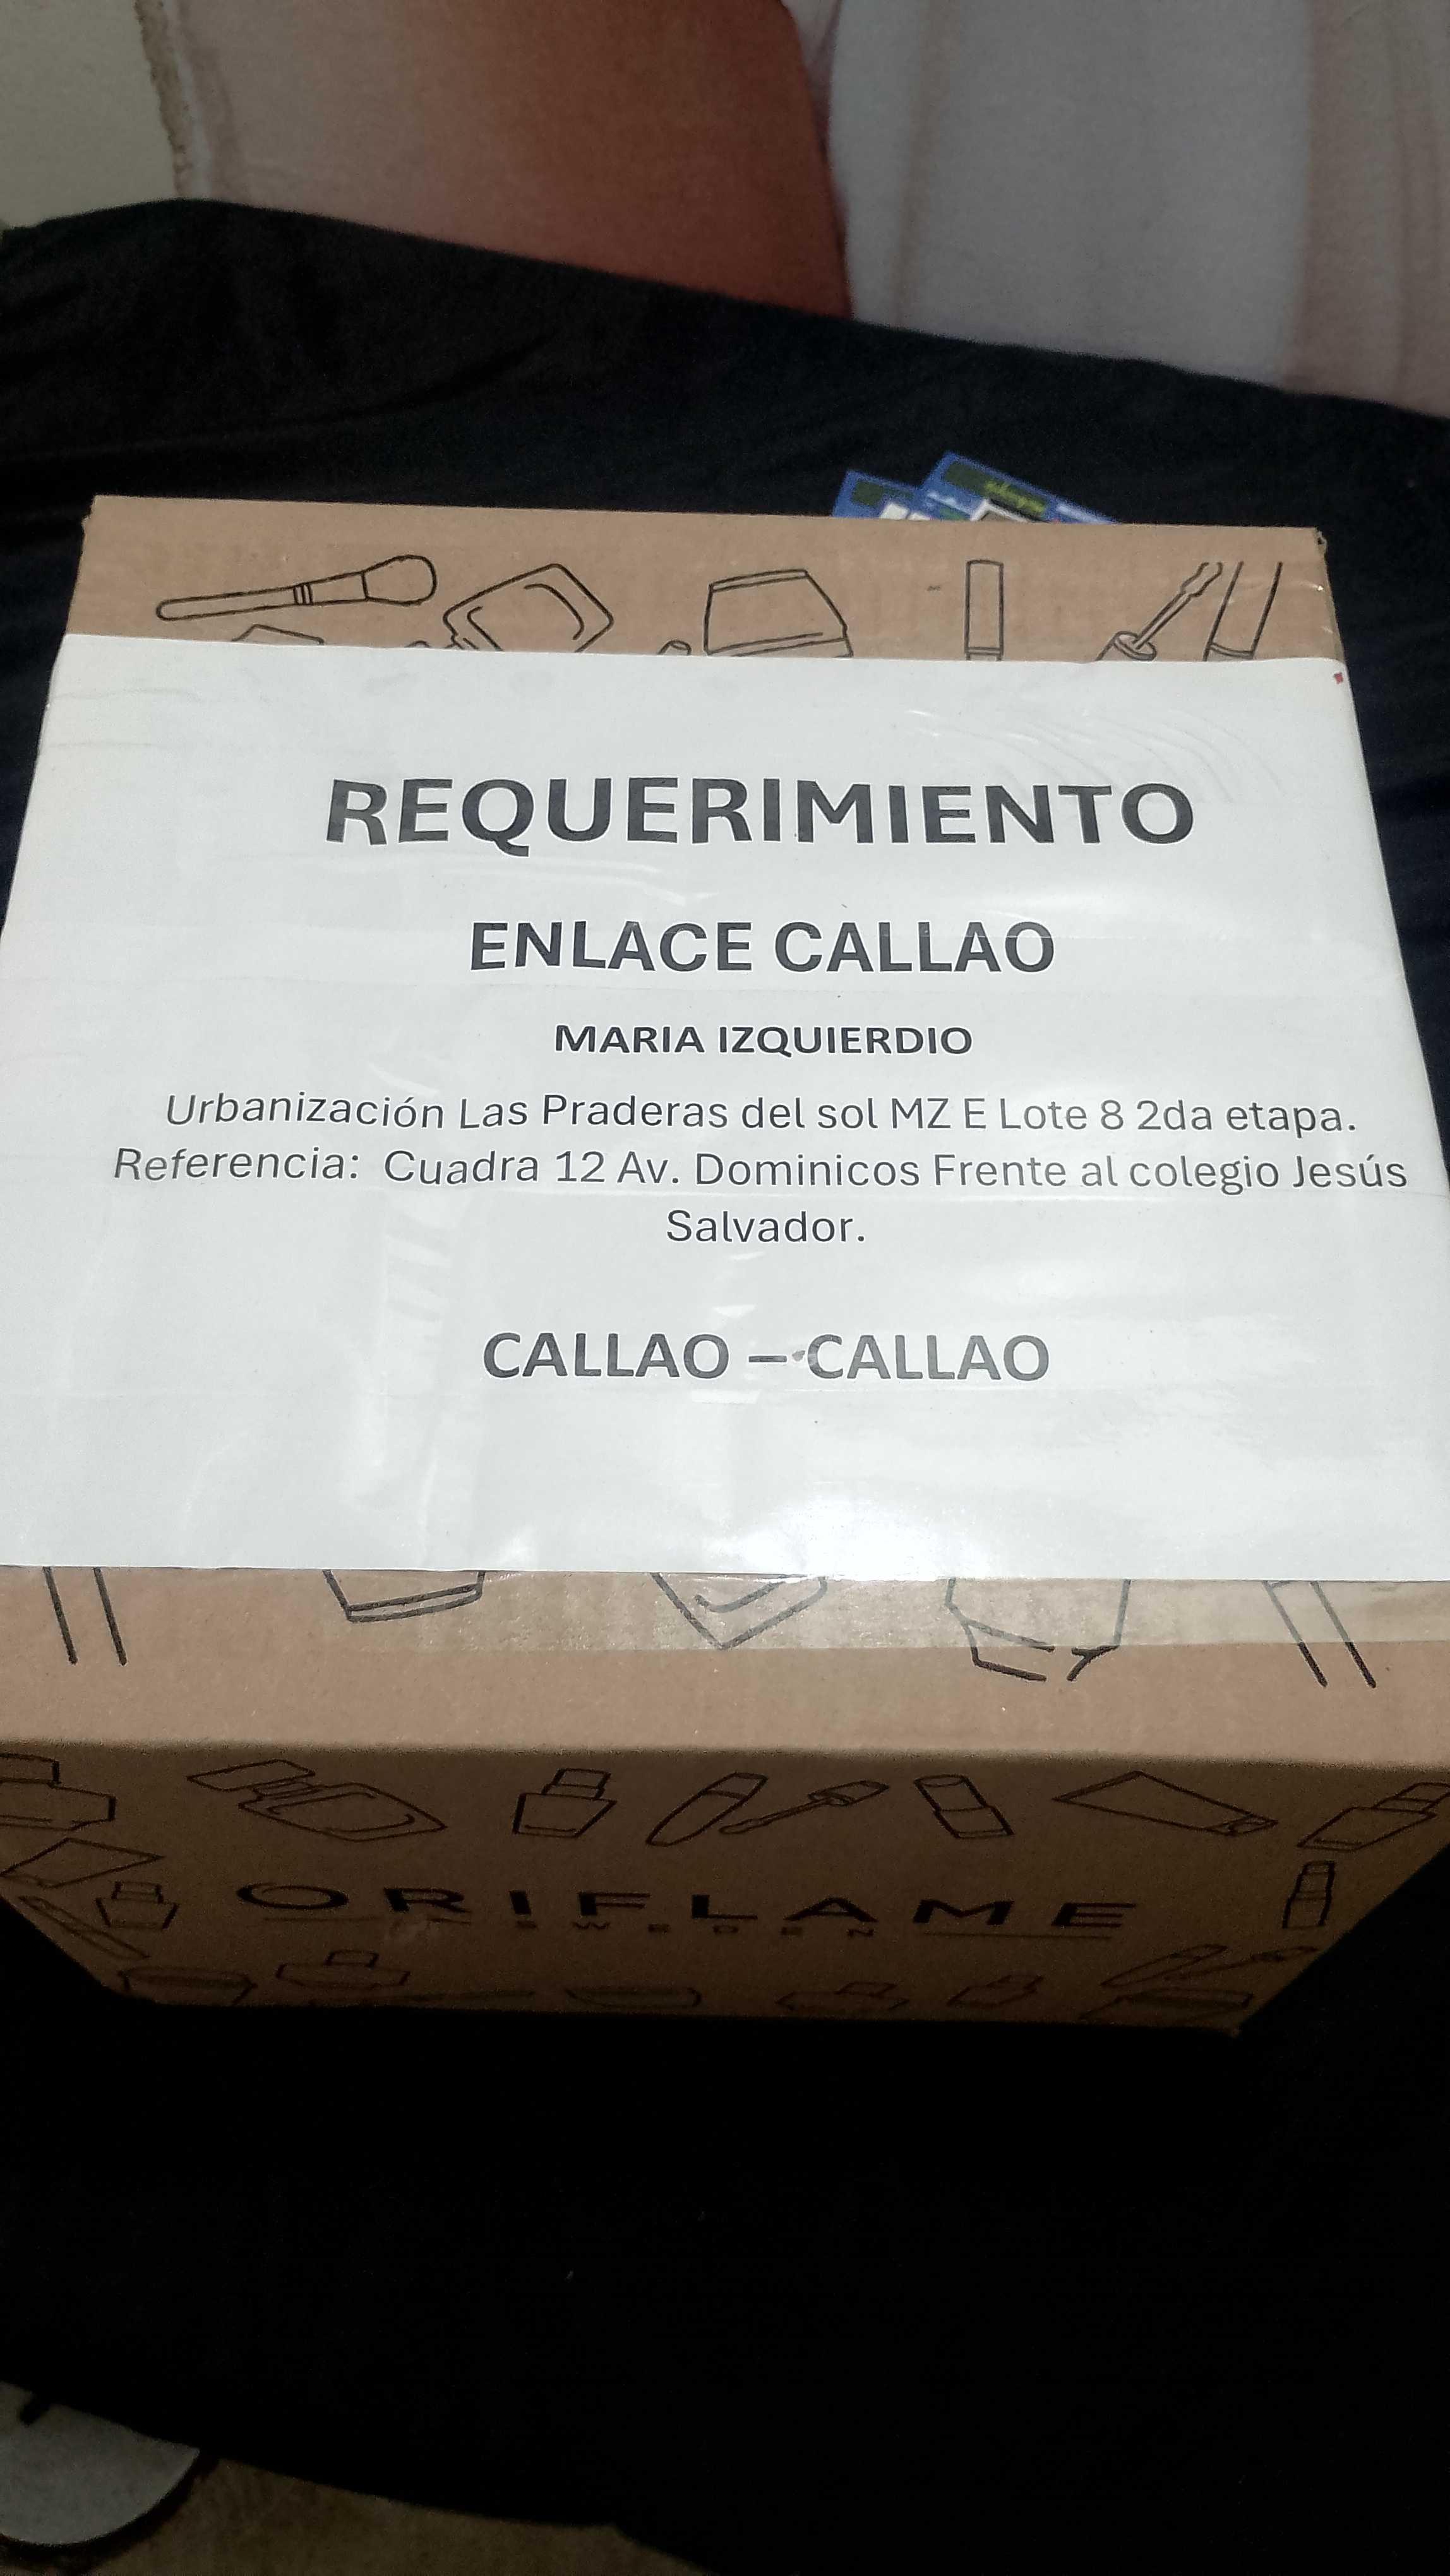 REQUERIMIENTO
ENLACE CALLAO
MARIA IZQUIERDIO
Urbanización Las Praderas del sol MZ E Lote 8 2da etapa.
Referencia: Cuadra 12 Av. Dominicos Frente al colegio Jesús
Salvador.
CALLAO – CALLAO
ORIFLAME
SWEDEN